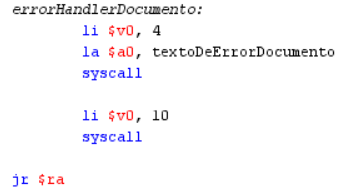 errorHandlerDocumento:
li $v0, 4
la $a0, textoDeErrorDocumento
syscall
li $v0, 10
syscall
jr $ra